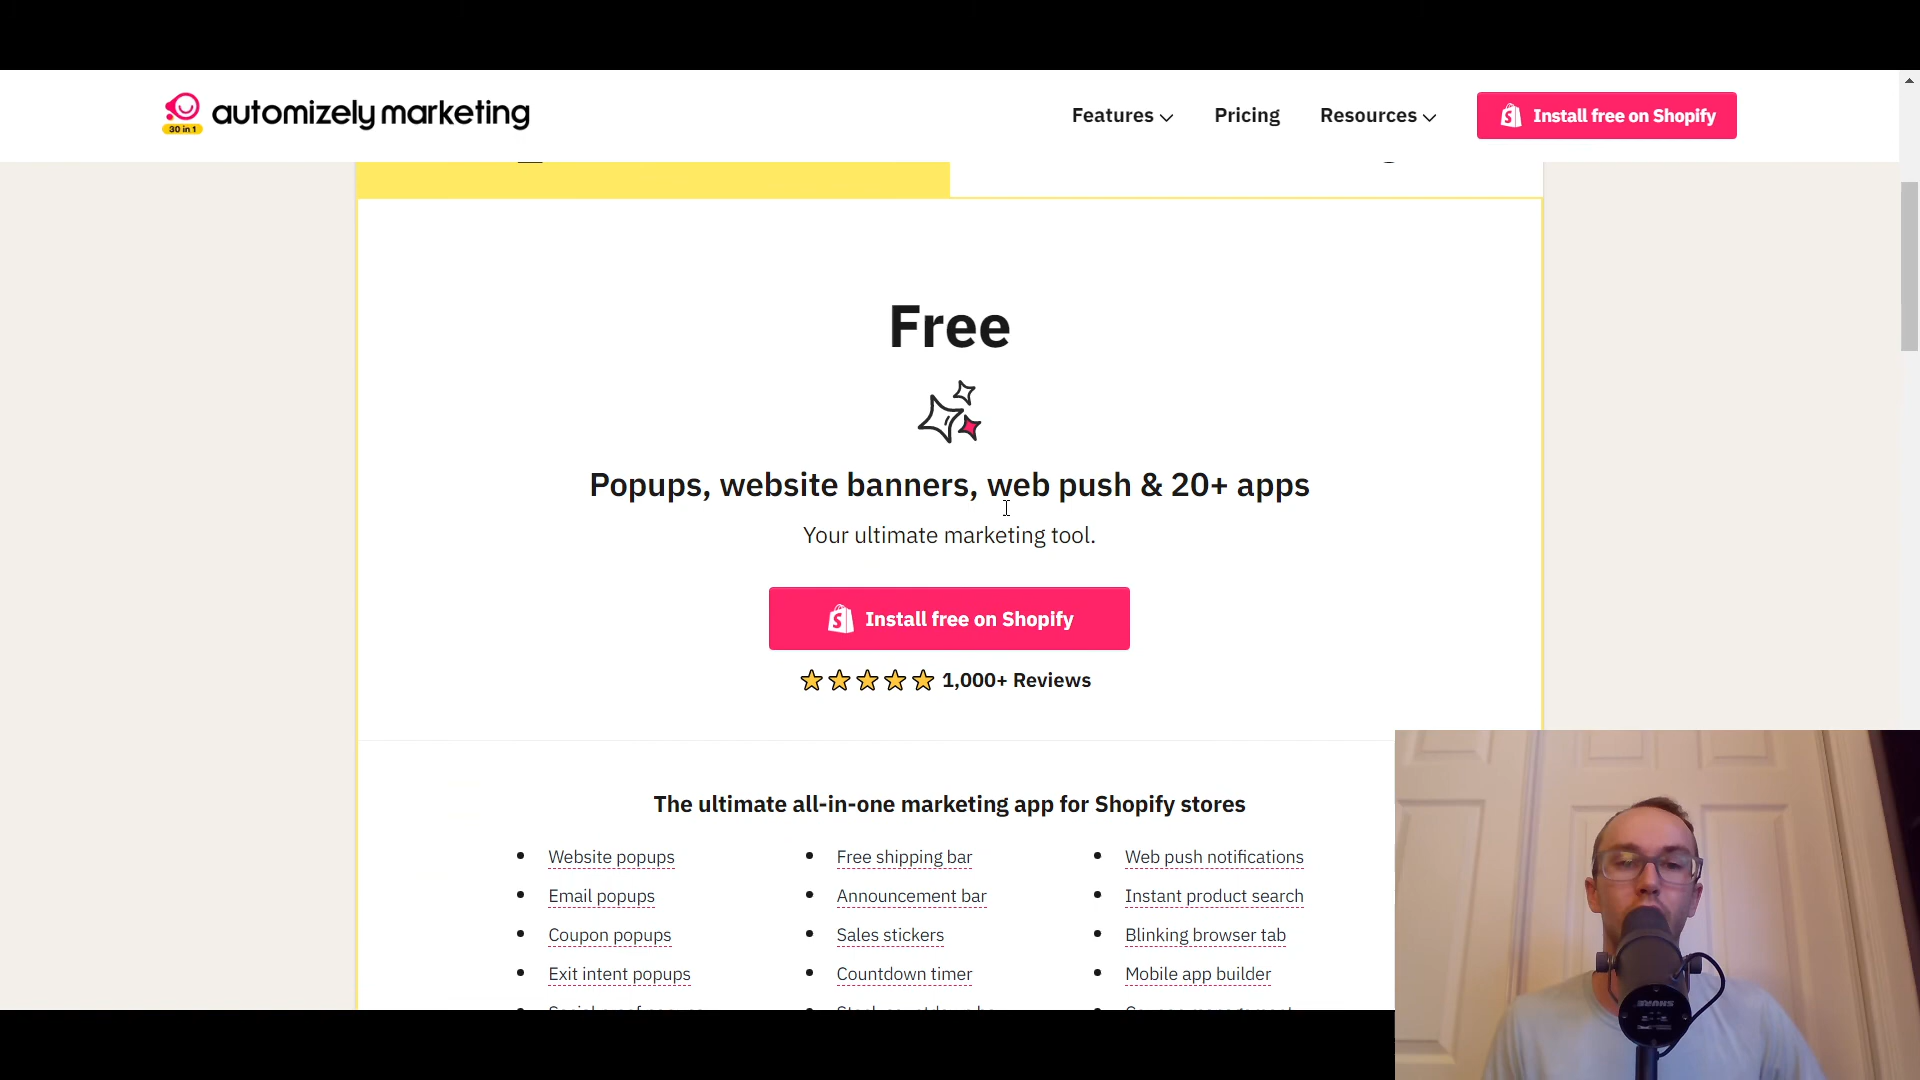 automizely marketing
30 in 1
Features
Pricing
Resources
Install free on Shopify
Free
Popups, website banners, web push & 20+ apps
Your ultimate marketing tool.
Install free on Shopify
1,000+ Reviews
The ultimate all-in-one marketing app for Shopify stores
Website popups
Free shipping bar
Web push notifications
Email popups
Announcement bar
Instant product search
Coupon popups
Sales stickers
Blinking browser tab
Exit intent popups
Countdown timer
Mobile app builder